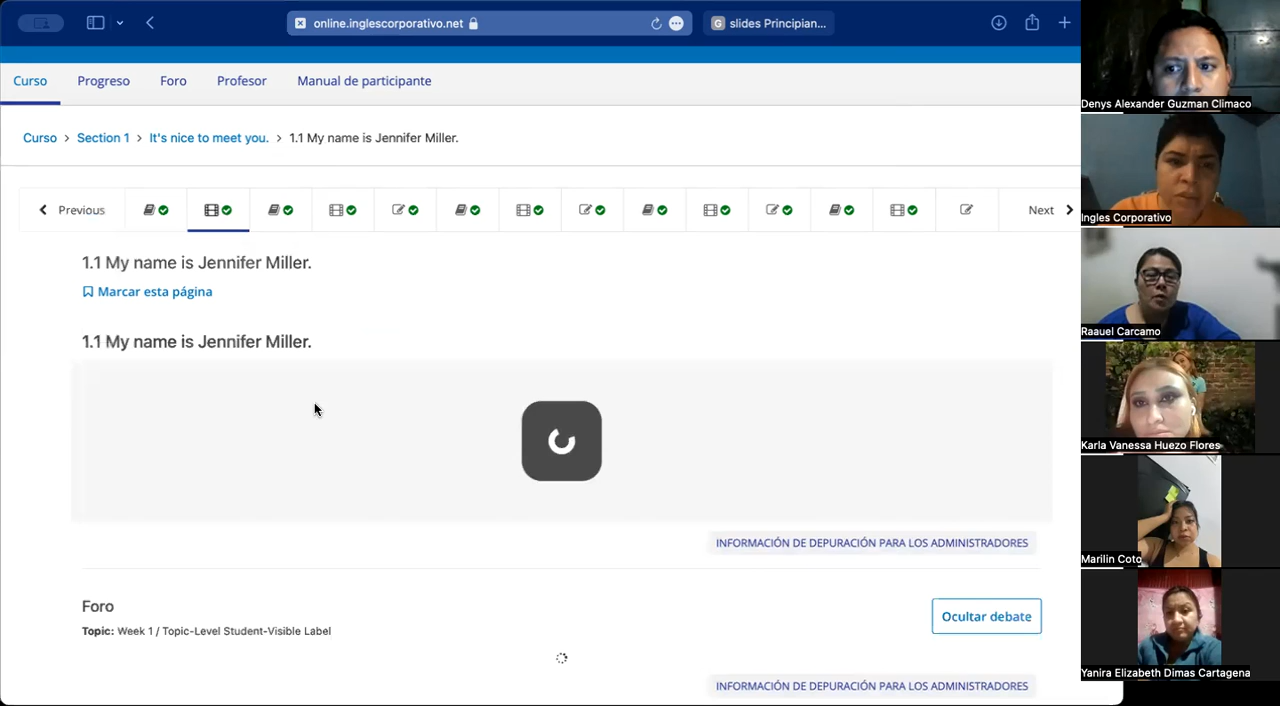 online.inglescorporativo.net
G slides Principian...
Curso Progreso Foro Profesor Manual de participante
Curso > Section 1 > It's nice to meet you. > 1.1 My name is Jennifer Miller.
Previous
Next
1.1 My name is Jennifer Miller.
Marcar esta página
1.1 My name is Jennifer Miller.
INFORMACIÓN DE DEPURACIÓN PARA LOS ADMINISTRADORES
Foro
Topic: Week 1 / Topic-Level Student-Visible Label
Ocultar debate
INFORMACIÓN DE DEPURACIÓN PARA LOS ADMINISTRADORES
Denys Alexander Guzman Climaco
Ingles Corporativo
Raauel Carcamo
Karla Vanessa Huezo Flores
Marilin Coto
Yanira Elizabeth Dimas Cartagena